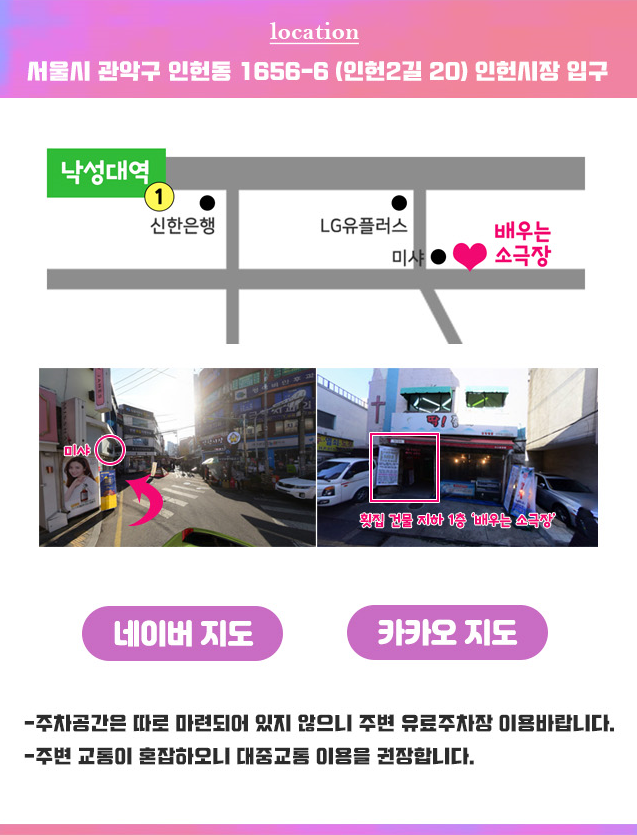 location
서울시 관악구 인헌동 1656-6 (인헌2길 20) 인헌시장 입구
낙성대역
1
신한은행
LG유플러스
미샤
배우는
소극장
미샤
횟집 건물 지하 1층 '배우는 소극장'
네이버 지도
카카오 지도
-주차공간은 따로 마련되어 있지 않으니 주변 유료주차장 이용바랍니다.
-주변 교통이 혼잡하오니 대중교통 이용을 권장합니다.